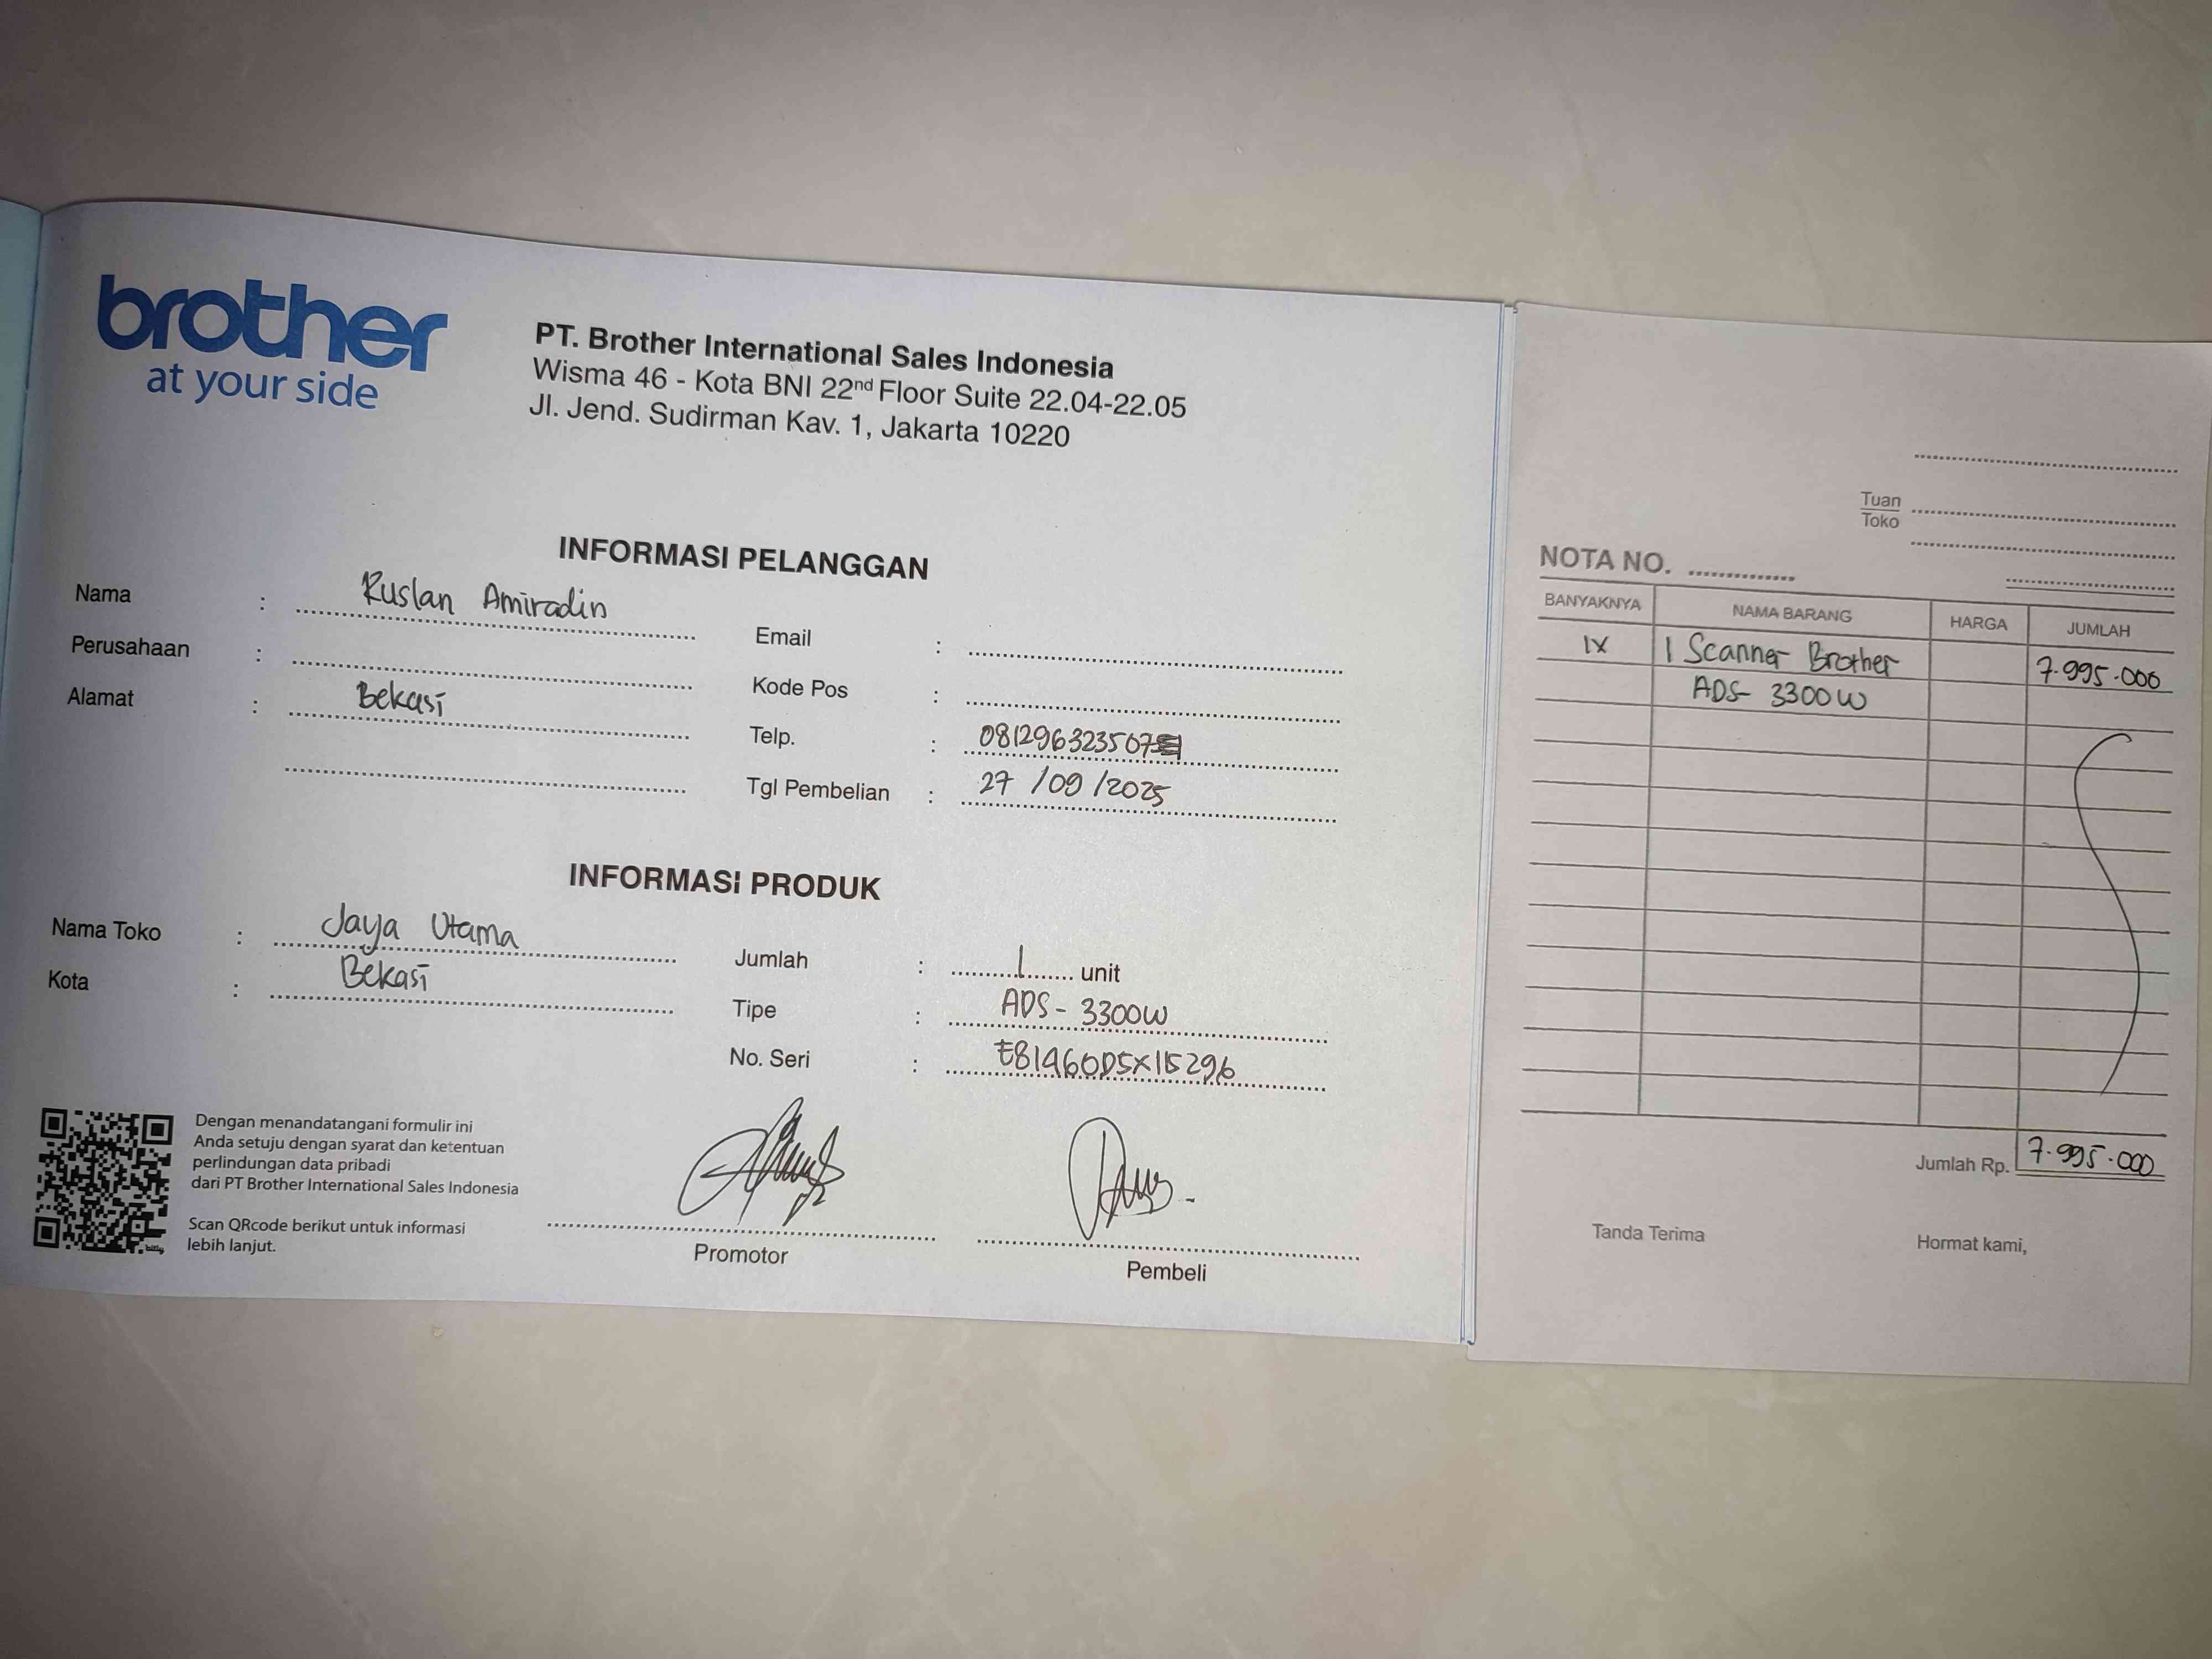 brother
at your side
PT. Brother International Sales Indonesia
Wisma 46 - Kota BNI 22nd Floor Suite 22.04-22.05
Jl. Jend. Sudirman Kav. 1, Jakarta 10220
INFORMASI PELANGGAN
Nama : Ruslan Amiradin
Perusahaan :
Alamat : Bekasi
Email :
Kode Pos :
Telp. : 081296323507
Tgl Pembelian : 27/09/2025
INFORMASI PRODUK
Nama Toko : Jaya Utama
Kota : Bekasi
Jumlah : 1 unit
Tipe : ADS- 3300W
No. Seri : E81960D5X115296
Dengan menandatangani formulir ini
Anda setuju dengan syarat dan ketentuan
perlindungan data pribadi
dari PT Brother International Sales Indonesia
Scan QRcode berikut untuk informasi
lebih lanjut.
bitly
Promotor
Pembeli
Tuan
Toko
NOTA NO.
BANYAKNYA NAMA BARANG HARGA JUMLAH
1X 1 Scanner Brother 7.995.000
ADS- 3300W
Jumlah Rp. 7.995.000
Tanda Terima Hormat kami,